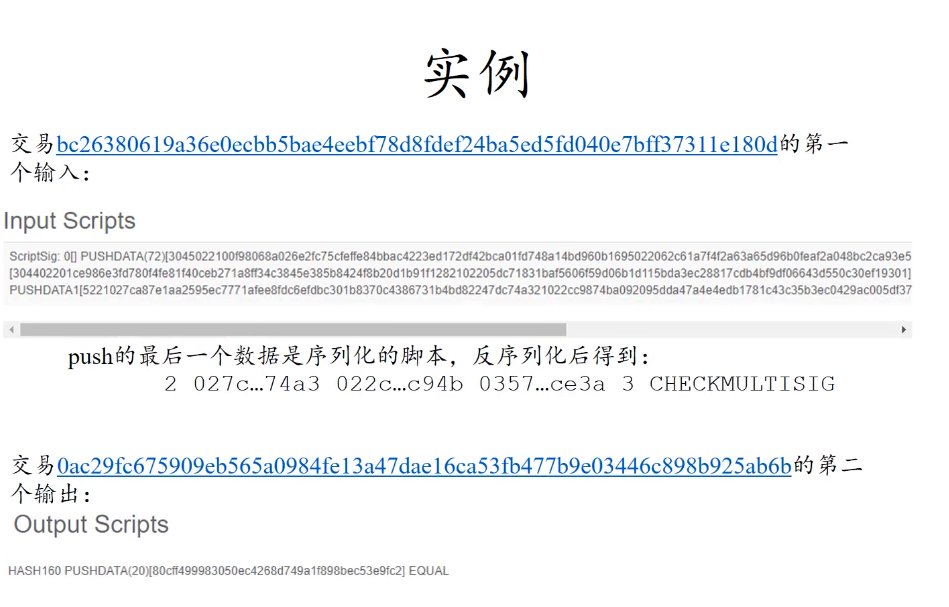 实例
交易bc26380619a36e0ecbb5bae4eebf78d8fdef24ba5ed5fd040e7bff37311e180d的第一
个输入：
Input Scripts
ScriptSig: 0[] PUSHDATA(72)[3045022100f98068a026e2fc75cfeffe84bbac4223ed172df42bca01fd748a14bd960b1695022062c61a7f4f2a63a65d96b0feaf2a048bc2ca93e5
[304402201ce986e3fd780f4fe81f40ceb271a8ff34c3845e385b8424f8b20d1b91f1282102205dc71831baf5606f59d06b1d115bda3ec28817cdb4bf9df06643d550c30ef19301]
PUSHDATA1[5221027ca87e1aa2595ec7771afee8fdc6efdbc301b8370c4386731b4bd82247dc74a321022cc9874ba092095dda47a4e4edb1781c43c35b3ec0429ac005df37
push的最后一个数据是序列化的脚本，反序列化后得到：
2 027c…74a3 022c…c94b 0357…ce3a 3 CHECKMULTISIG
交易0ac29fc675909eb565a0984fe13a47dae16ca53fb477b9e03446c898b925ab6b的第二
个输出：
Output Scripts
HASH160 PUSHDATA(20)[80cff499983050ec4268d749a1f898bec53e9fc2] EQUAL